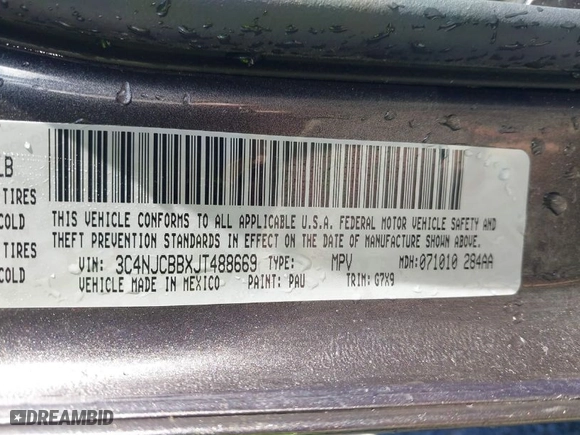 LB
TIRES
COLD
TIRES
COLD
THIS VEHICLE CONFORMS TO ALL APPLICABLE U.S.A. FEDERAL MOTOR VEHICLE SAFETY AND
THEFT PREVENTION STANDARDS IN EFFECT ON THE DATE OF MANUFACTURE SHOWN ABOVE.
VIN: 3C4NJCBBXJT488669 TYPE: MPV MDH:071010 284AA
VEHICLE MADE IN MEXICO PAINT: PAU TRIM: G7X9
DREAMBID